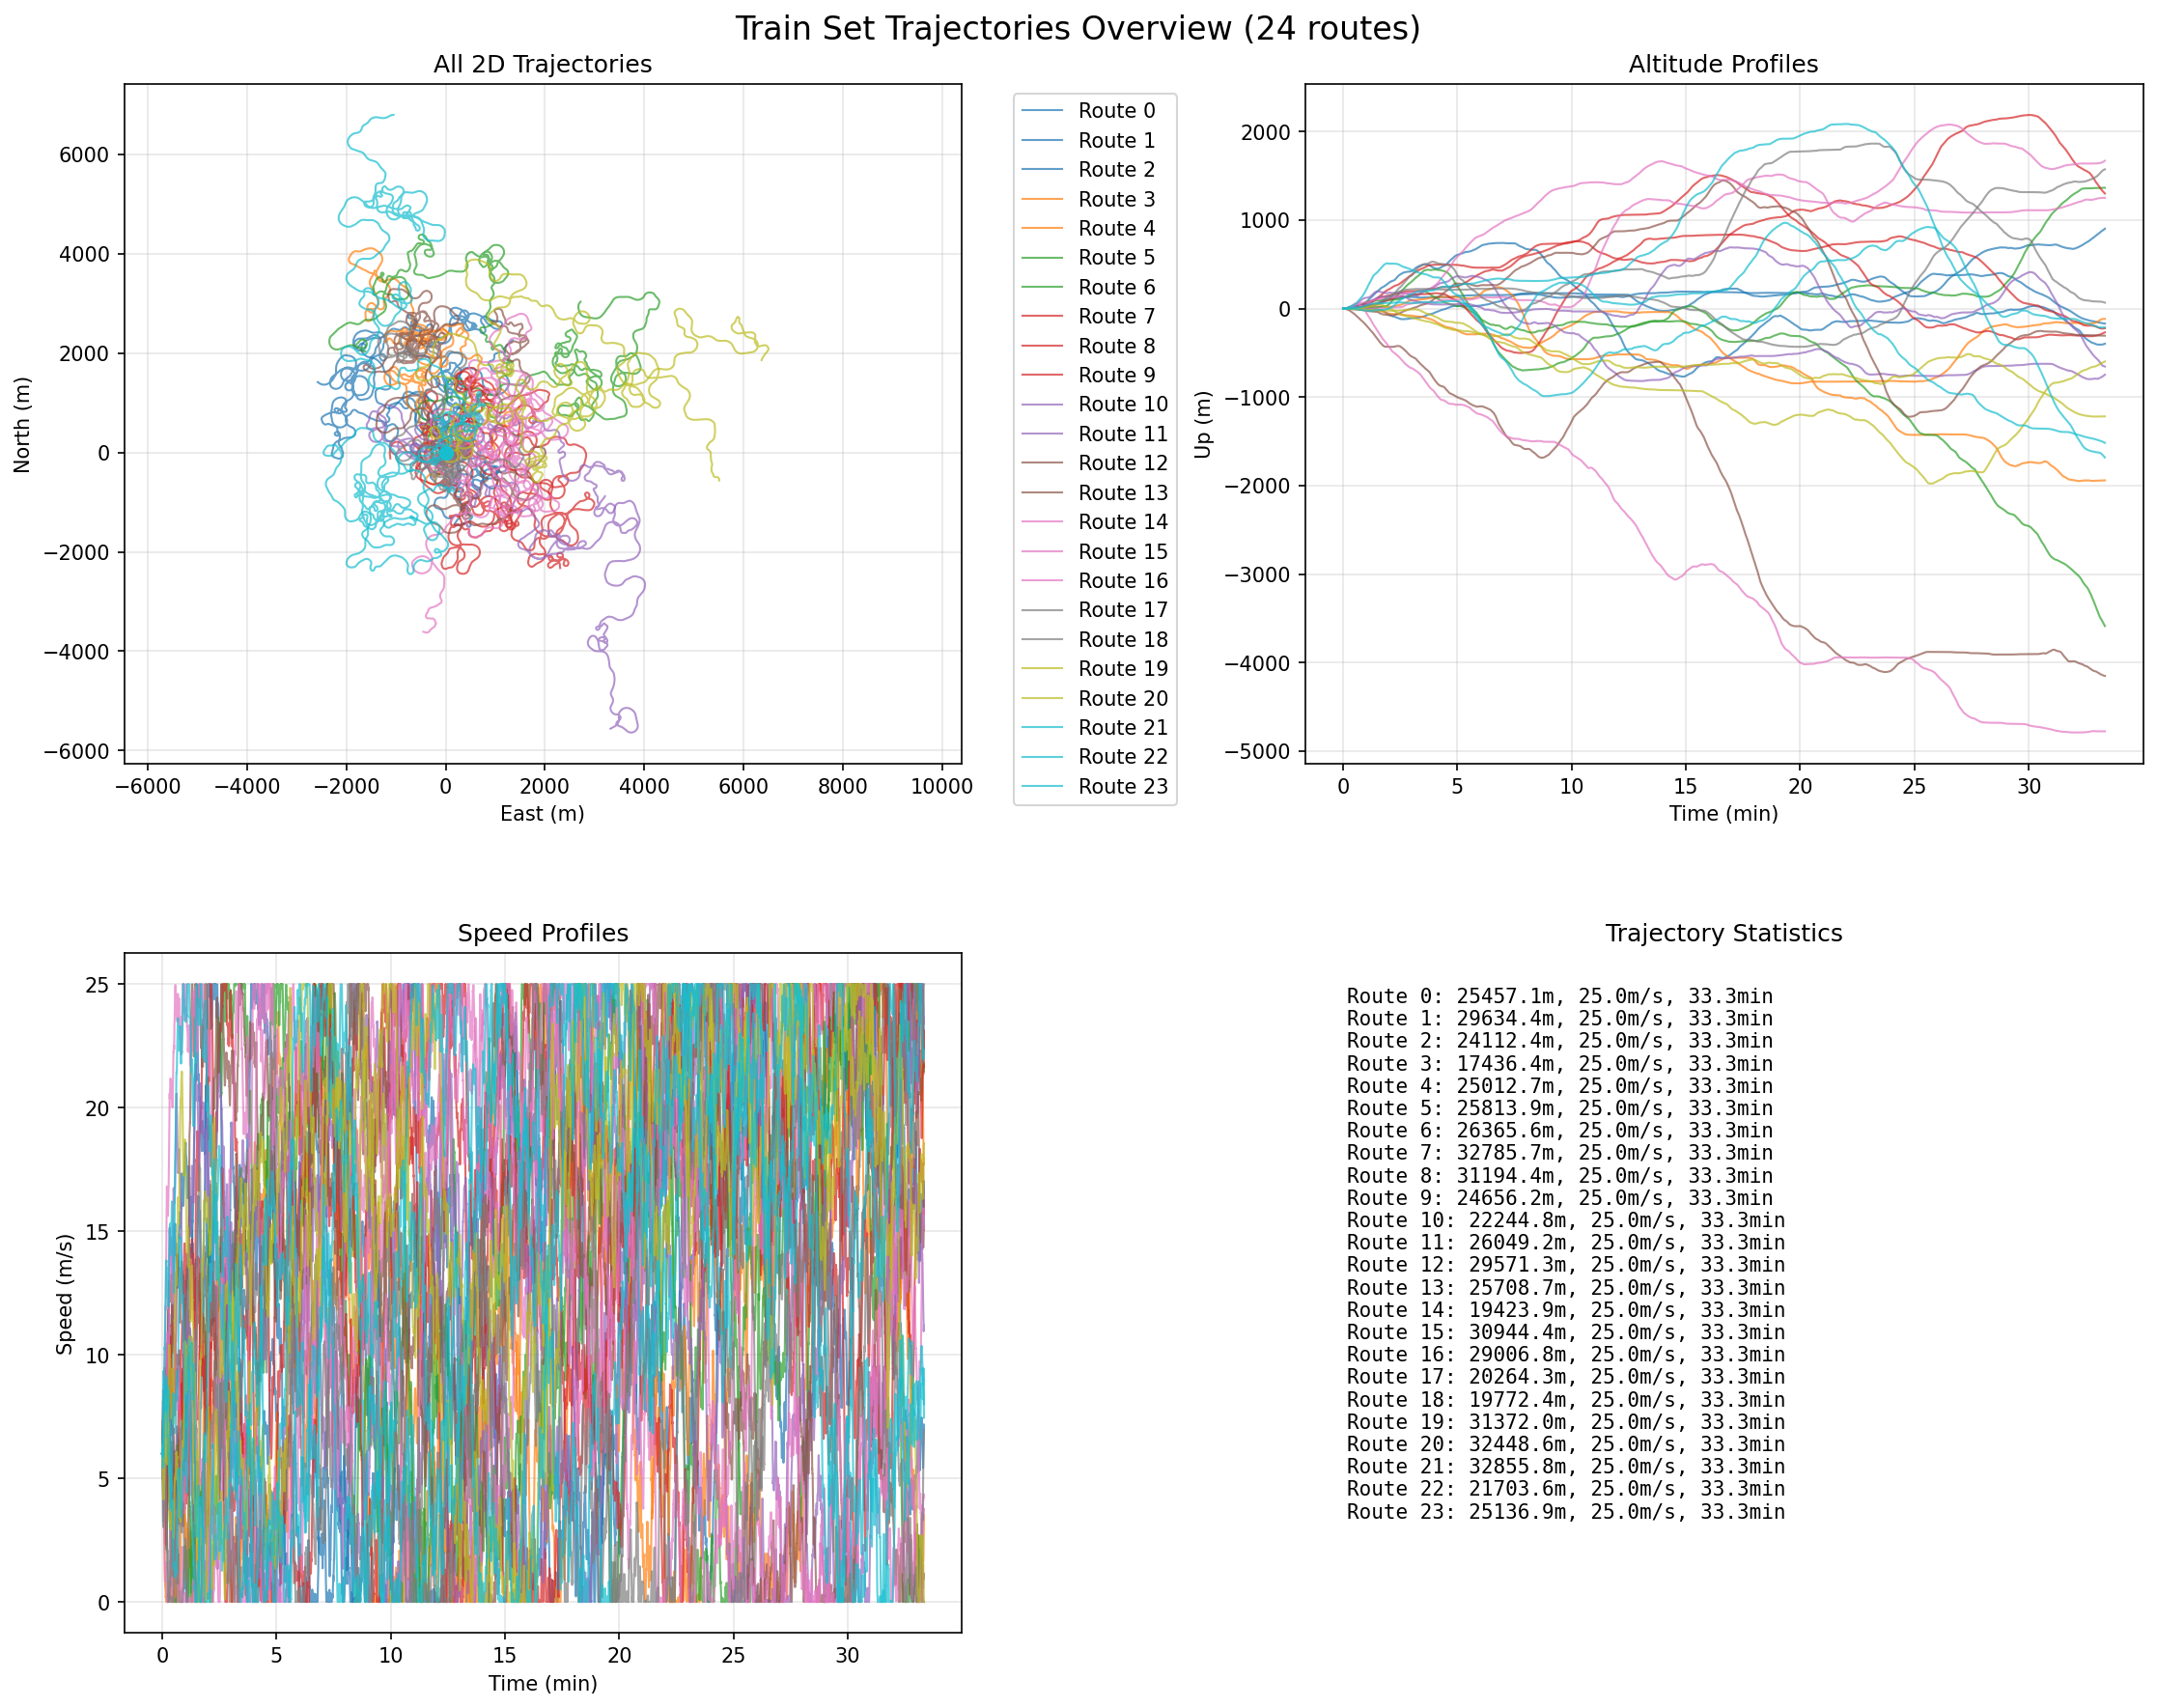 Train Set Trajectories Overview (24 routes)
All 2D Trajectories
6000
4000
2000
0
−2000
−4000
−6000
North (m)
−6000 −4000 −2000 0 2000 4000 6000 8000 10000
East (m)
Route 0
Route 1
Route 2
Route 3
Route 4
Route 5
Route 6
Route 7
Route 8
Route 9
Route 10
Route 11
Route 12
Route 13
Route 14
Route 15
Route 16
Route 17
Route 18
Route 19
Route 20
Route 21
Route 22
Route 23
Altitude Profiles
2000
1000
0
−1000
−2000
−3000
−4000
−5000
Up (m)
0 5 10 15 20 25 30
Time (min)
Speed Profiles
25
20
15
10
5
0
Speed (m/s)
0 5 10 15 20 25 30
Time (min)
Trajectory Statistics
Route 0: 25457.1m, 25.0m/s, 33.3min
Route 1: 29634.4m, 25.0m/s, 33.3min
Route 2: 24112.4m, 25.0m/s, 33.3min
Route 3: 17436.4m, 25.0m/s, 33.3min
Route 4: 25012.7m, 25.0m/s, 33.3min
Route 5: 25813.9m, 25.0m/s, 33.3min
Route 6: 26365.6m, 25.0m/s, 33.3min
Route 7: 32785.7m, 25.0m/s, 33.3min
Route 8: 31194.4m, 25.0m/s, 33.3min
Route 9: 24656.2m, 25.0m/s, 33.3min
Route 10: 22244.8m, 25.0m/s, 33.3min
Route 11: 26049.2m, 25.0m/s, 33.3min
Route 12: 29571.3m, 25.0m/s, 33.3min
Route 13: 25708.7m, 25.0m/s, 33.3min
Route 14: 19423.9m, 25.0m/s, 33.3min
Route 15: 30944.4m, 25.0m/s, 33.3min
Route 16: 29006.8m, 25.0m/s, 33.3min
Route 17: 20264.3m, 25.0m/s, 33.3min
Route 18: 19772.4m, 25.0m/s, 33.3min
Route 19: 31372.0m, 25.0m/s, 33.3min
Route 20: 32448.6m, 25.0m/s, 33.3min
Route 21: 32855.8m, 25.0m/s, 33.3min
Route 22: 21703.6m, 25.0m/s, 33.3min
Route 23: 25136.9m, 25.0m/s, 33.3min